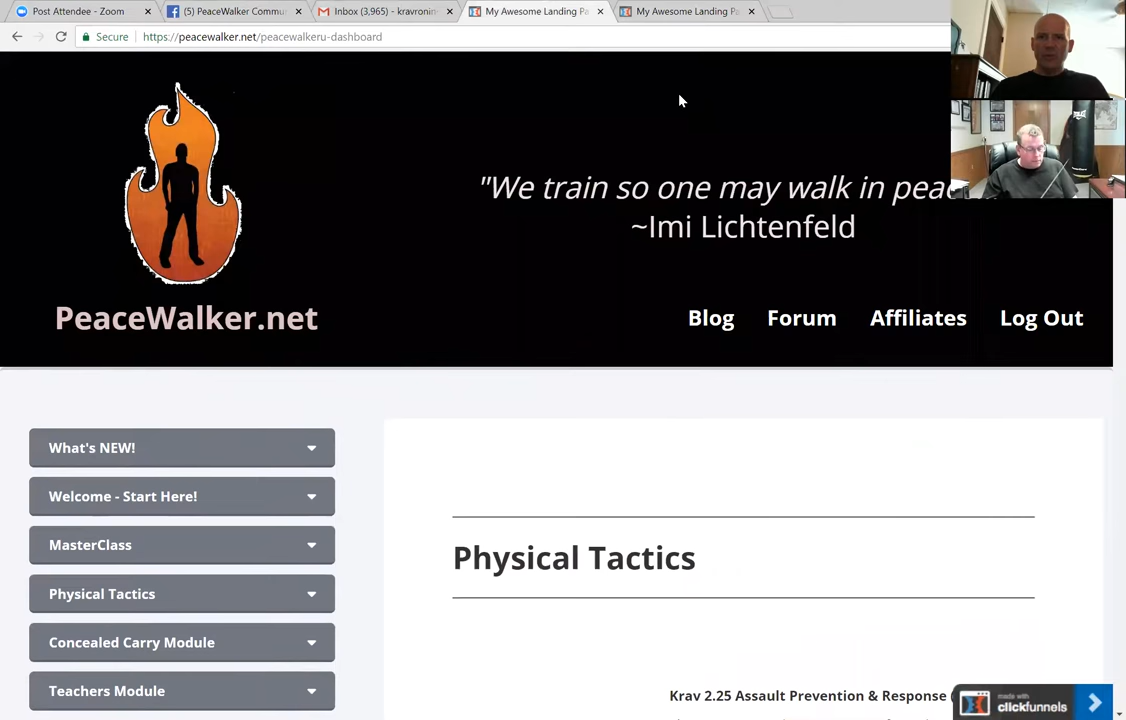 Post Attendee - Zoom
(5) PeaceWalker Commu
Inbox (3,965) - kravronin
My Awesome Landing Pa
My Awesome Landing Pa
Secure
https://peacewalker.net/peacewalkeru-dashboard
"We train so one may walk in peac
~Imi Lichtenfeld
PeaceWalker.net
Blog Forum Affiliates Log Out
What's NEW!
Welcome - Start Here!
MasterClass
Physical Tactics
Concealed Carry Module
Teachers Module
Physical Tactics
Krav 2.25 Assault Prevention & Response
made with
clickfunnels